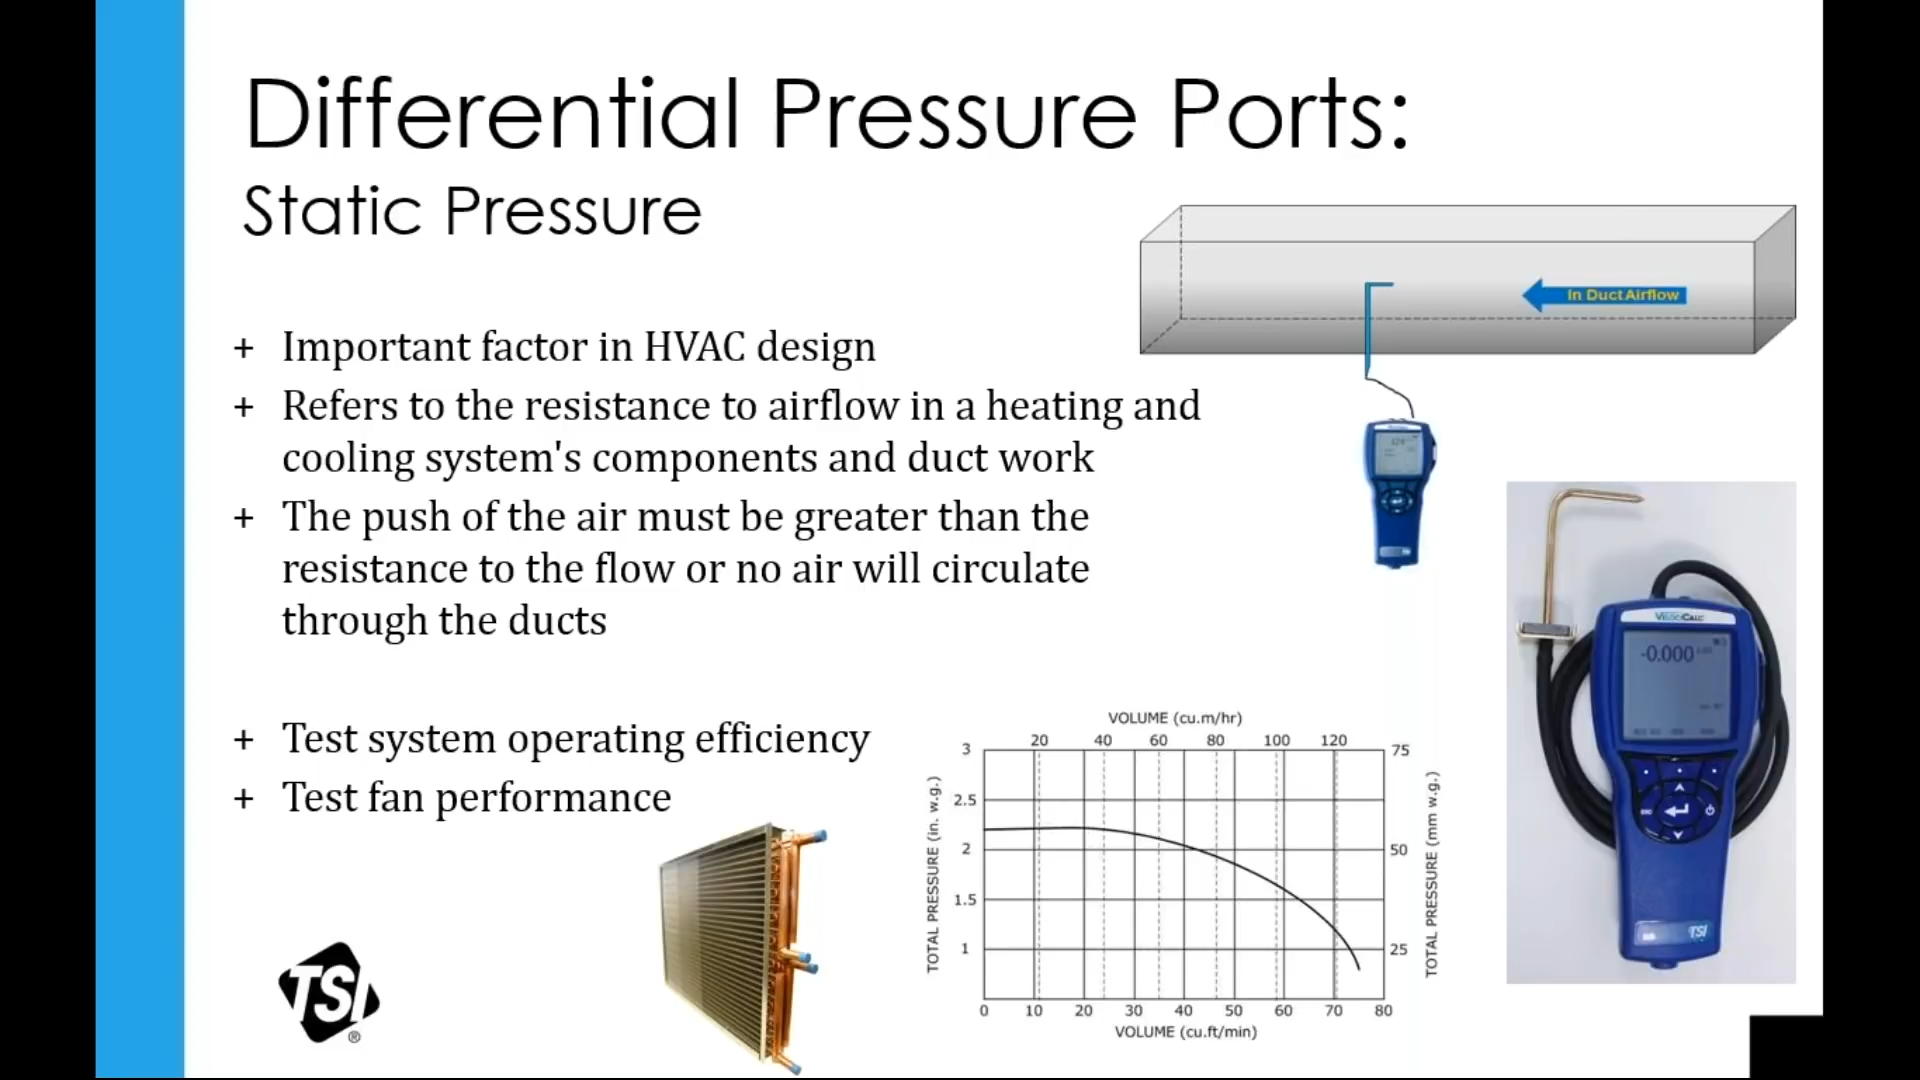 Differential Pressure Ports:
Static Pressure
In Duct Airflow
+ Important factor in HVAC design
+ Refers to the resistance to airflow in a heating and
cooling system's components and duct work
+ The push of the air must be greater than the
resistance to the flow or no air will circulate
through the ducts
+ Test system operating efficiency
+ Test fan performance
VELOCICALC
-0.000
ESC
TSI
VOLUME (cu.m/hr)
20 40 60 80 100 120
3 75
2.5
2 50
1.5
1 25
TOTAL PRESSURE (in. w.g.)
TOTAL PRESSURE (mm w.g.)
0 10 20 30 40 50 60 70 80
VOLUME (cu.ft/min)
TSI
®